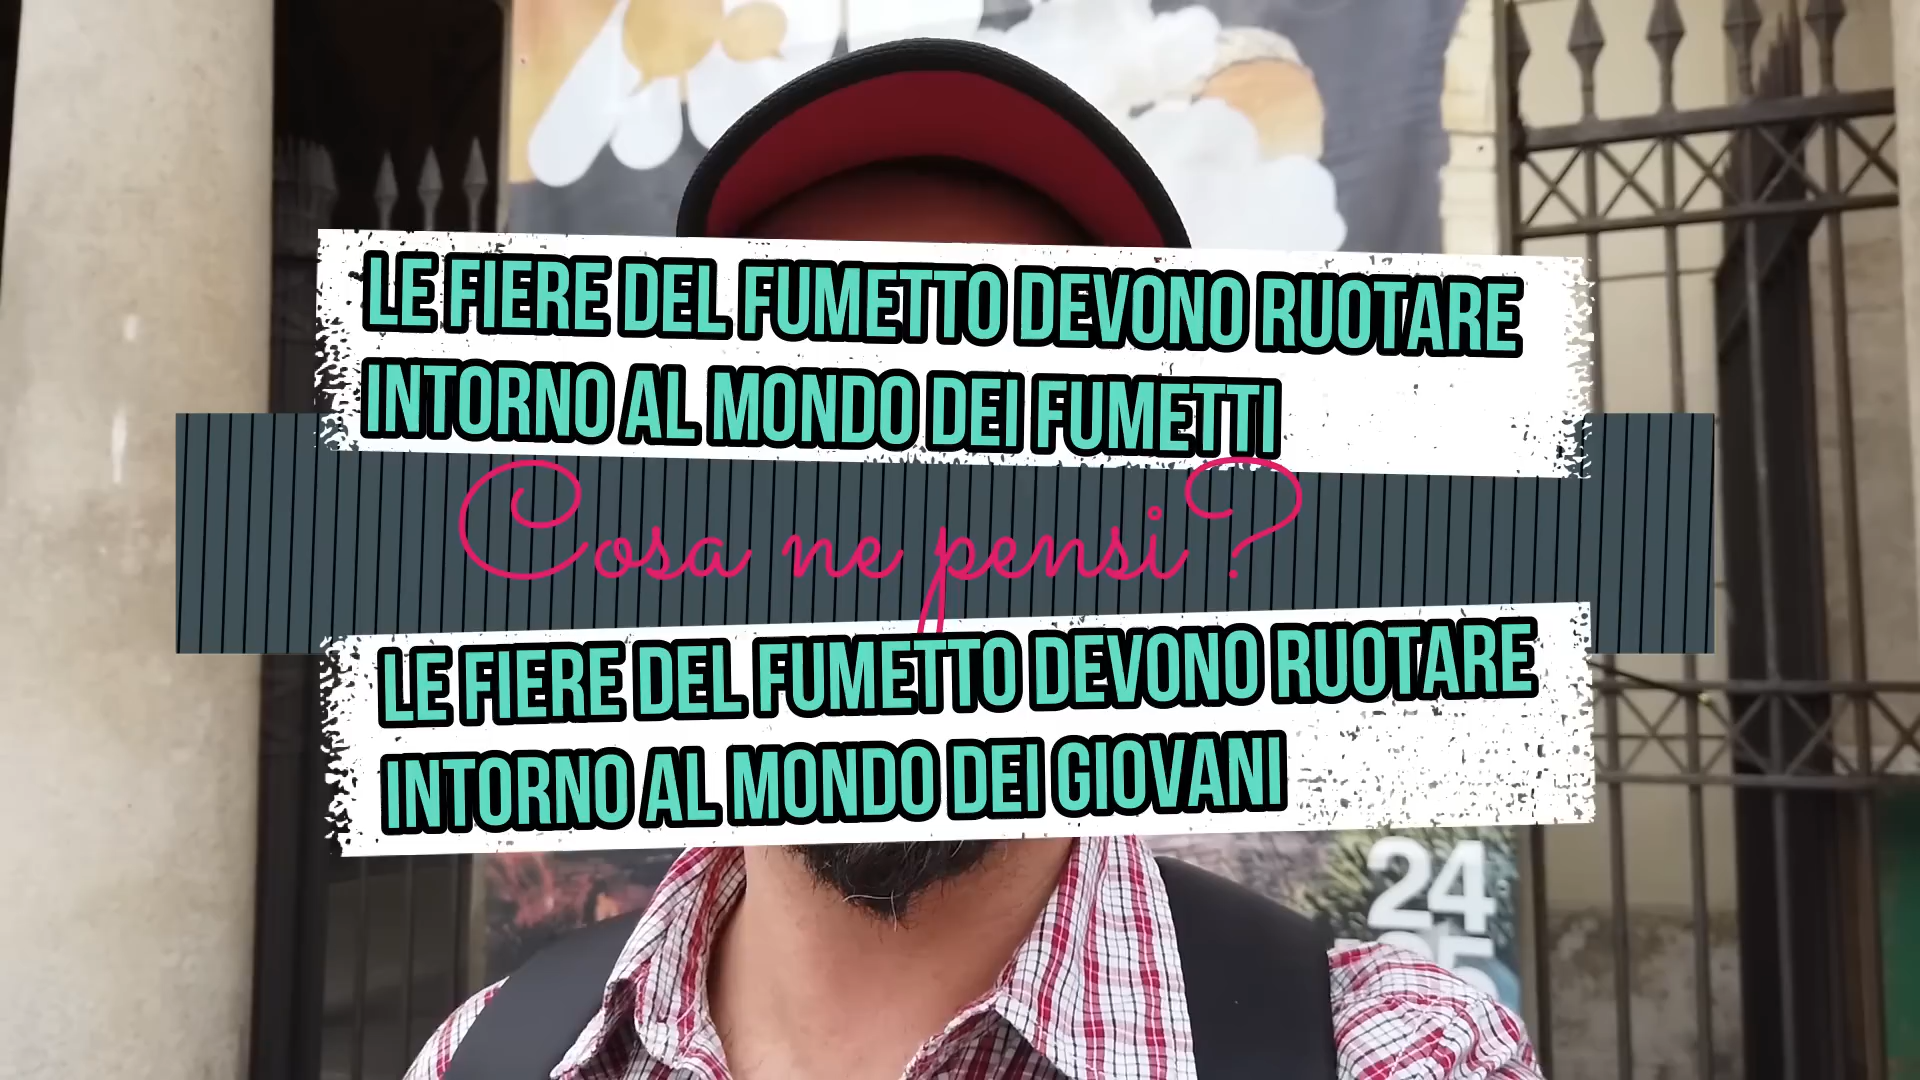 LE FIERE DEL FUMETTO DEVONO RUOTARE
INTORNO AL MONDO DEI FUMETTI
Cosa ne pensi?
LE FIERE DEL FUMETTO DEVONO RUOTARE
INTORNO AL MONDO DEI GIOVANI
24